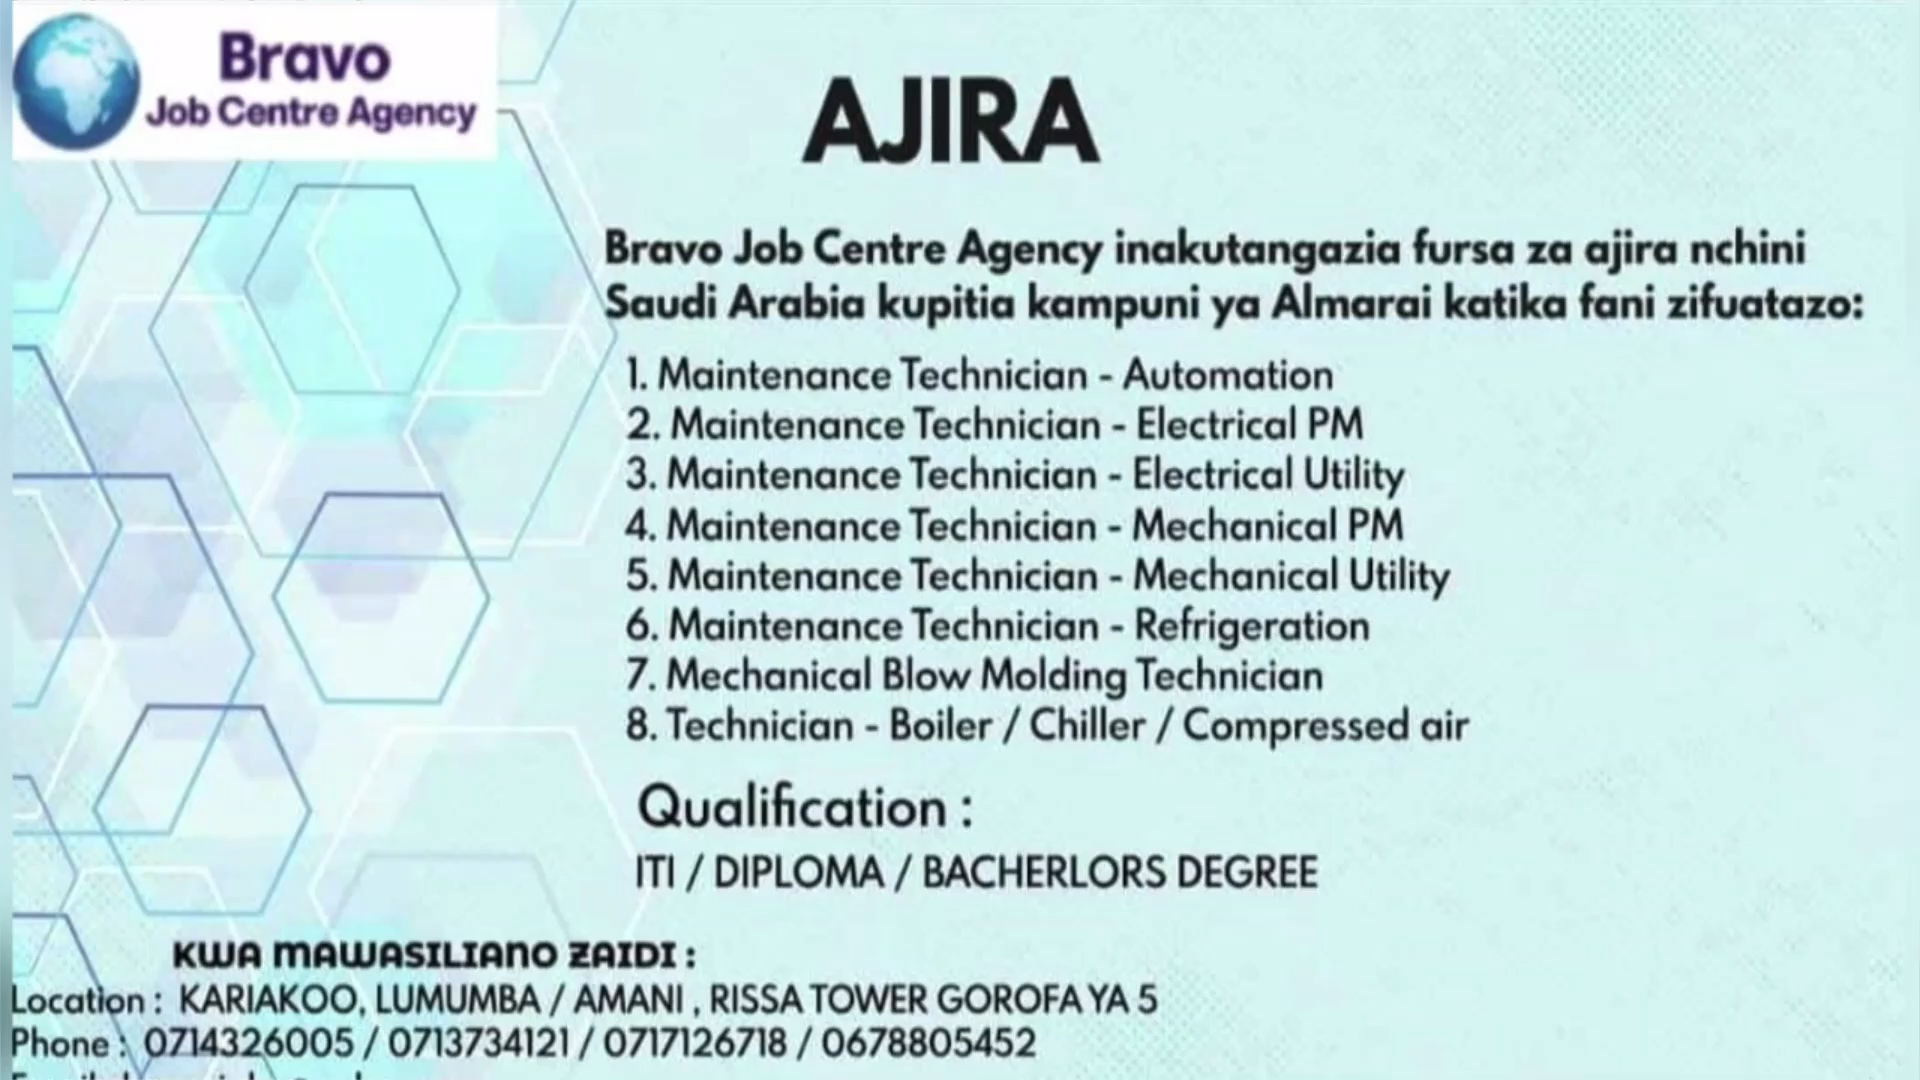 Bravo
Job Centre Agency
AJIRA
Bravo Job Centre Agency inakutangazia fursa za ajira nchini
Saudi Arabia kupitia kampuni ya Almarai katika fani zifuatazo:
1. Maintenance Technician - Automation
2. Maintenance Technician - Electrical PM
3. Maintenance Technician - Electrical Utility
4. Maintenance Technician - Mechanical PM
5. Maintenance Technician - Mechanical Utility
6. Maintenance Technician - Refrigeration
7. Mechanical Blow Molding Technician
8. Technician - Boiler / Chiller / Compressed air
Qualification :
ITI / DIPLOMA / BACHERLORS DEGREE
KWA MAWASILIANO ZAIDI :
Location : KARIAKOO, LUMUMBA / AMANI , RISSA TOWER GOROFA YA 5
Phone : 0714326005 / 0713734121 / 0717126718 / 0678805452